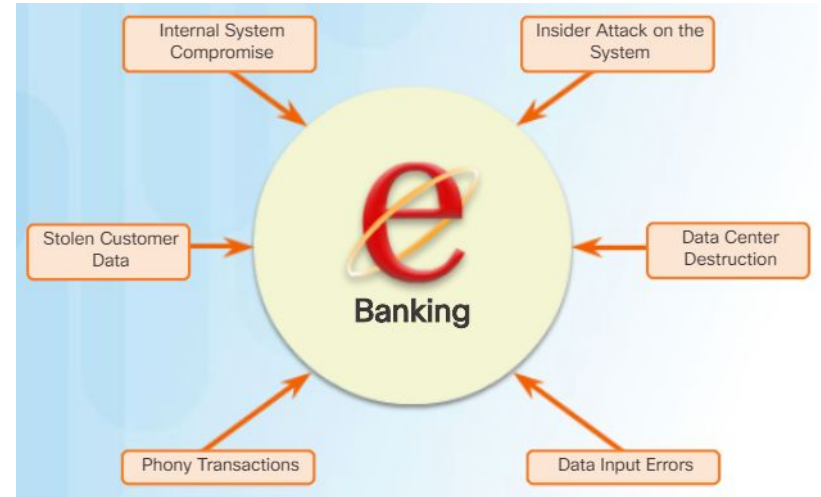 Internal System
Compromise
Insider Attack on the
System
Stolen Customer
Data
e
Banking
Data Center
Destruction
Phony Transactions
Data Input Errors